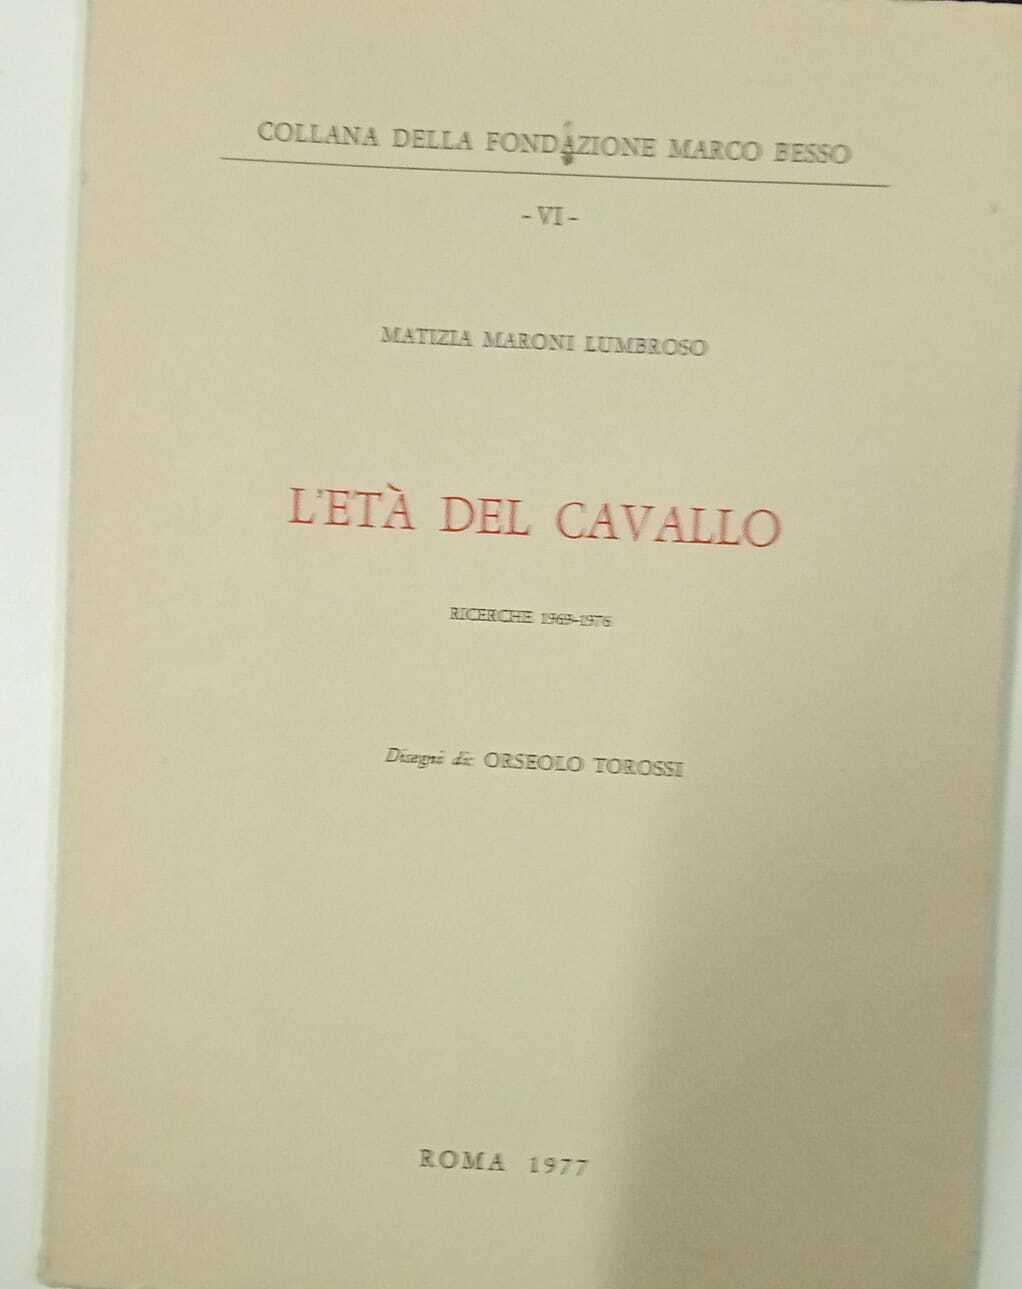 COLLANA DELLA FONDAZIONE MARCO BESSO
- VI -
MATIZIA MARONI LUMBROSO
L'ETÀ DEL CAVALLO
RICERCHE 1969-1976
Disegni di: ORSEOLO TOROSSI
ROMA 1977